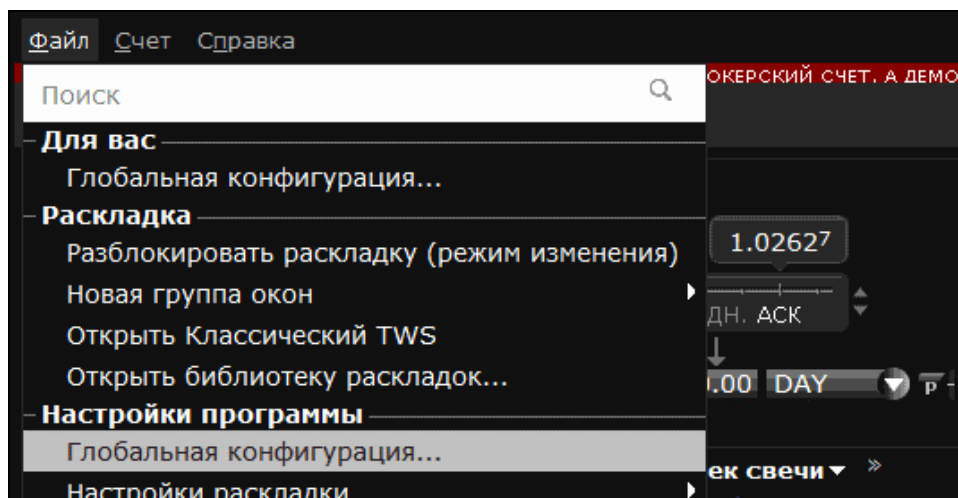 Файл Счет Справка
ОКЕРСКИЙ СЧЕТ. А ДЕМО
Поиск
Для вас
Глобальная конфигурация...
Раскладка
Разблокировать раскладку (режим изменения)
1.02627
Новая группа окон
ДН. АСК
Открыть Классический TWS
Открыть библиотеку раскладок...
.00 DAY p
Настройки программы
Глобальная конфигурация...
ек свечи
Настройки раскладки